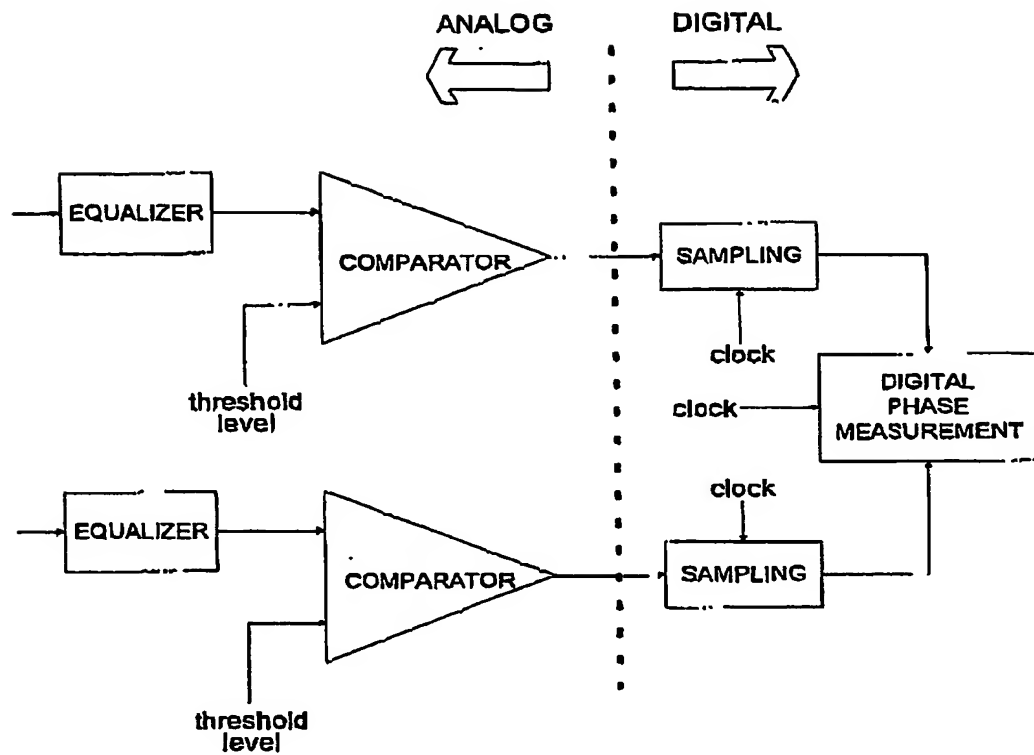 ANALOG
DIGITAL
EQUALIZER
COMPARATOR
SAMPLING
clock
threshold
level
clock
DIGITAL
PHASE
MEASUREMENT
clock
EQUALIZER
COMPARATOR
SAMPLING
threshold
level